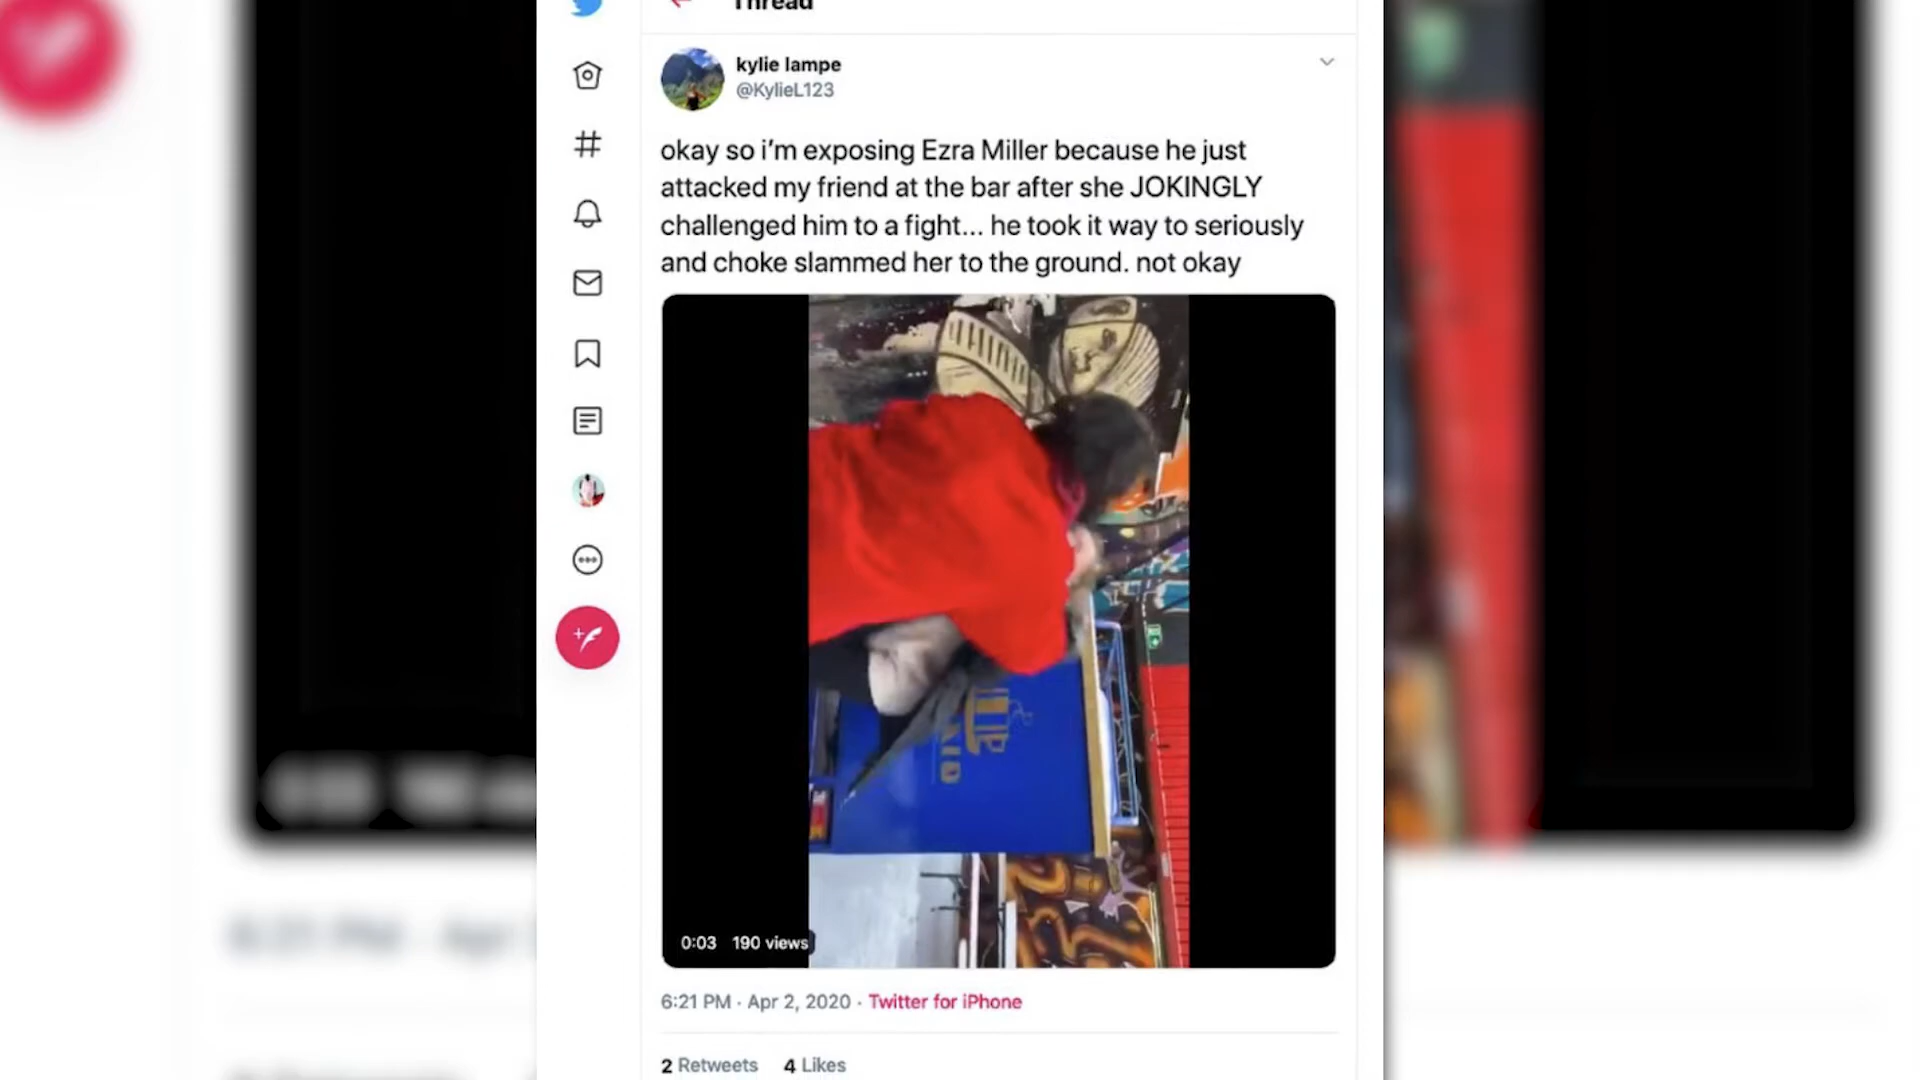 Thread
kylie lampe
@KylieL123
okay so i'm exposing Ezra Miller because he just
attacked my friend at the bar after she JOKINGLY
challenged him to a fight... he took it way to seriously
and choke slammed her to the ground. not okay
0:03 190 views
6:21 PM · Apr 2, 2020 · Twitter for iPhone
2 Retweets 4 Likes